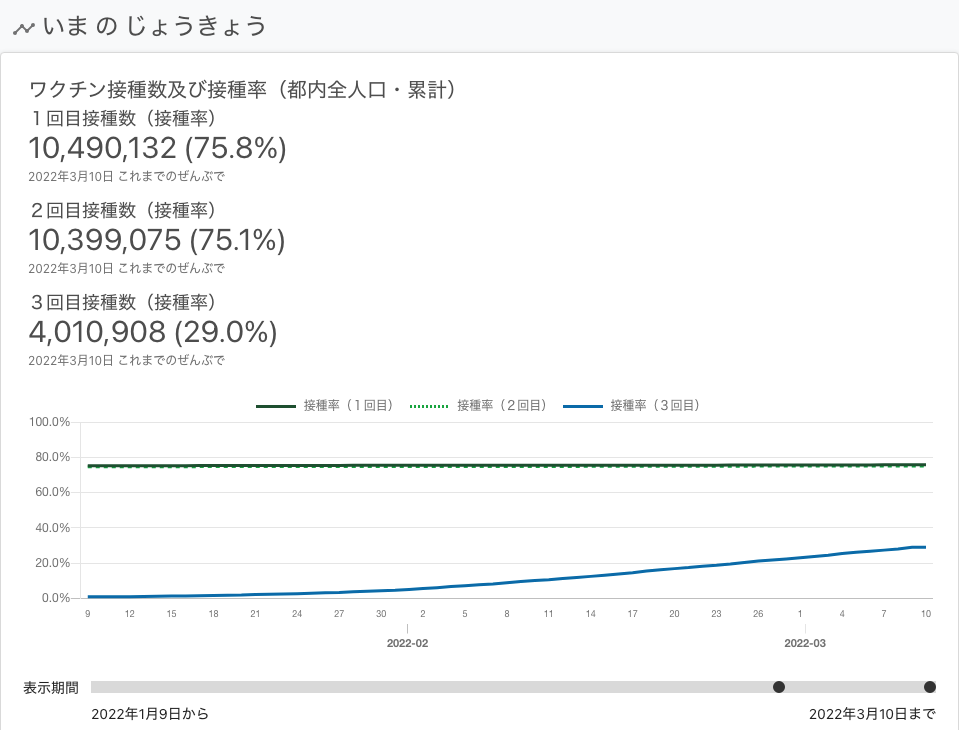 いま の じょうきょう
ワクチン接種数及び接種率（都内全人口・累計）
１回目接種数（接種率）
10,490,132 (75.8%)
2022年3月10日 これまでのぜんぶで
２回目接種数（接種率）
10,399,075 (75.1%)
2022年3月10日 これまでのぜんぶで
３回目接種数（接種率）
4,010,908 (29.0%)
2022年3月10日 これまでのぜんぶで
接種率（１回目） 接種率（２回目） 接種率（３回目）
100.0%
80.0%
60.0%
40.0%
20.0%
0.0%
9 12 15 18 21 24 27 30 2 5 8 11 14 17 20 23 26 1 4 7 10
2022-02 2022-03
表示期間
2022年1月9日から 2022年3月10日まで